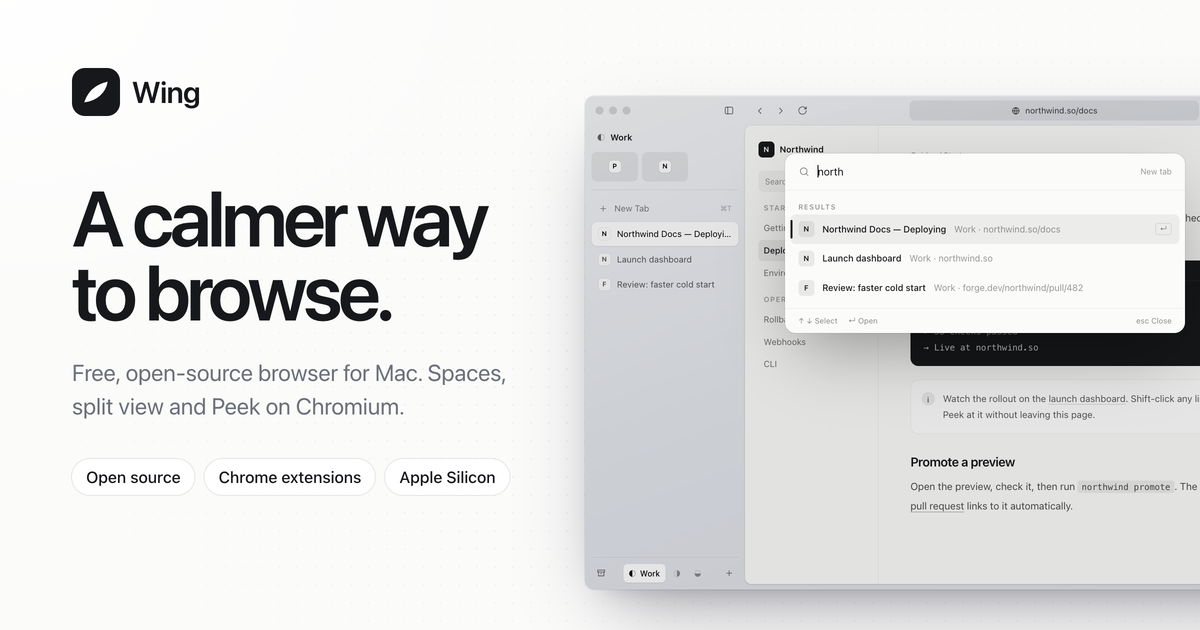 Wing
A calmer way
to browse.
Free, open-source browser for Mac. Spaces,
split view and Peek on Chromium.
Open source
Chrome extensions
Apple Silicon
northwind.so/docs
Work
P
N
+ New Tab ⌘T
N Northwind Docs — Deployi...
N Launch dashboard
F Review: faster cold start
Work
N Northwind
north
New tab
RESULTS
N Northwind Docs — Deploying Work · northwind.so/docs
N Launch dashboard Work · northwind.so
F Review: faster cold start Work · forge.dev/northwind/pull/482
↑ ↓ Select ↵ Open esc Close
Webhooks
CLI
→ Live at northwind.so
Watch the rollout on the launch dashboard. Shift-click any
Peek at it without leaving this page.
Promote a preview
Open the preview, check it, then run northwind promote. The
pull request links to it automatically.